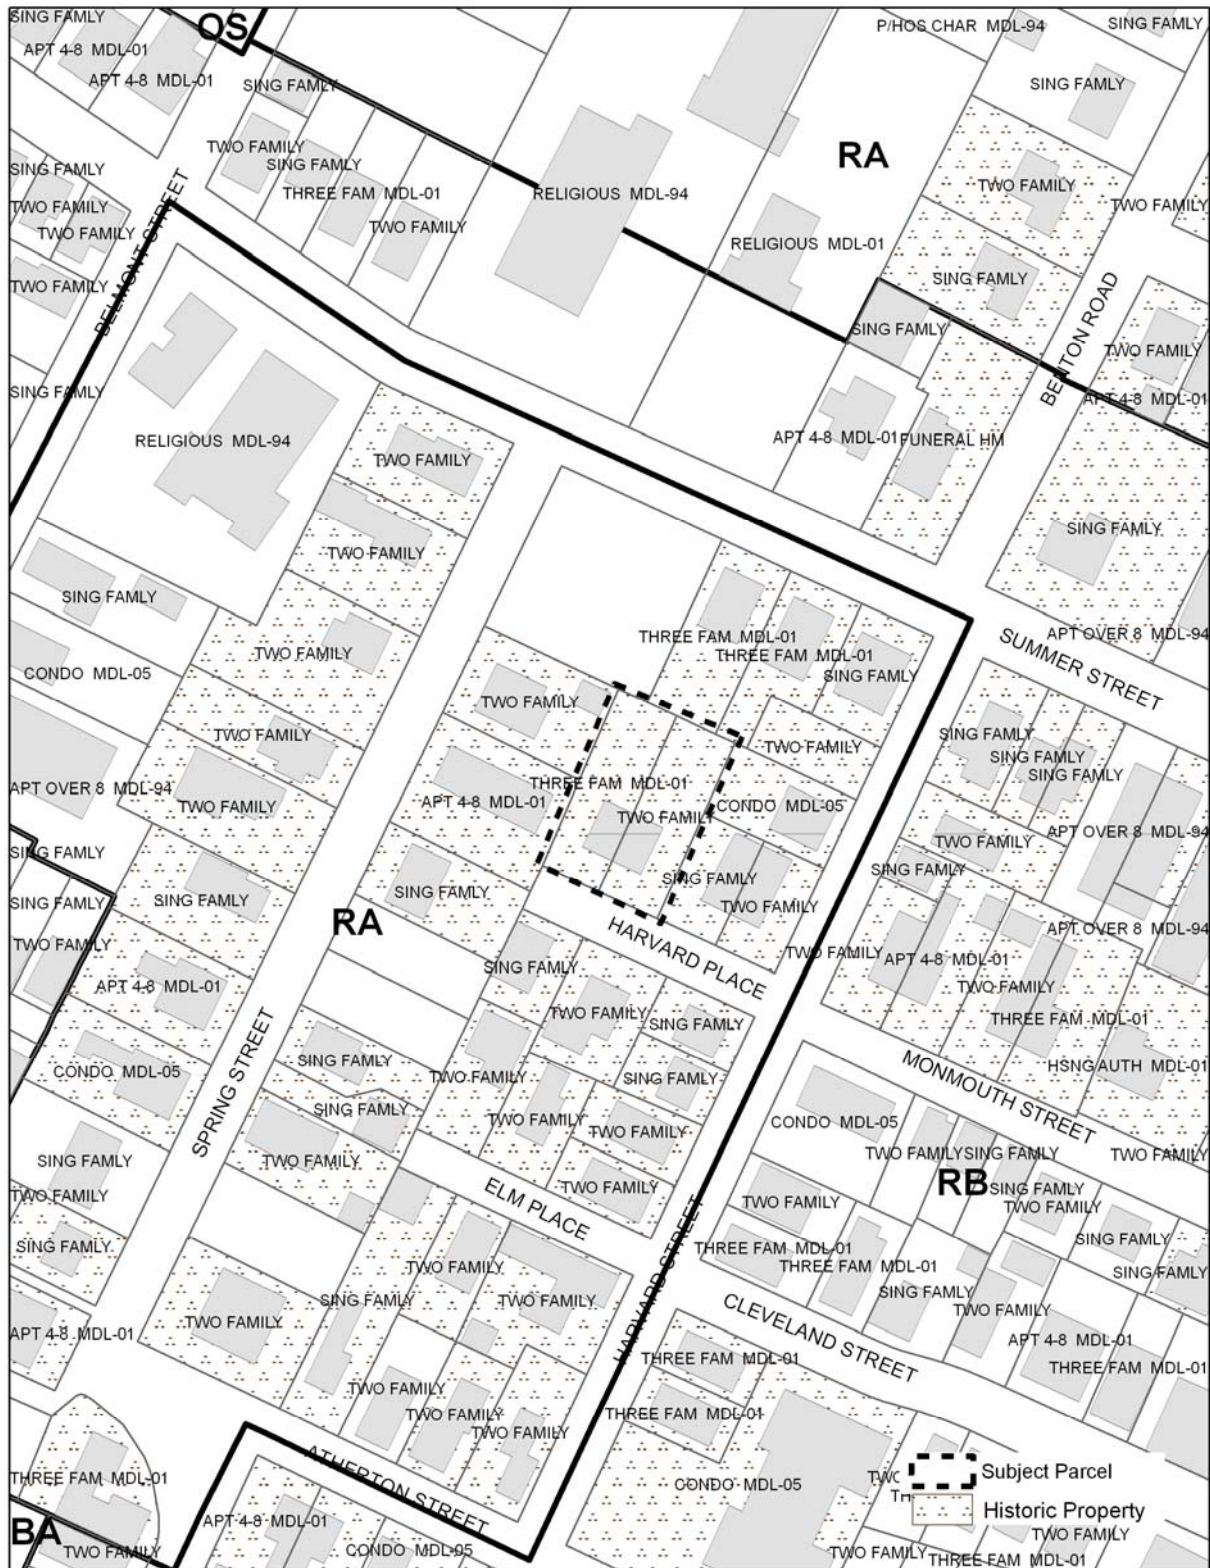 SING FAMLY
OS
P/HOS CHAR MDL-94
SING FAMLY
APT 4-8 MDL-01
APT 4-8 MDL-01
SING FAMLY
SING FAMLY
TWO FAMILY
SING FAMLY
RA
SING FAMLY
THREE FAM MDL-01
RELIGIOUS MDL-94
TWO FAMILY
TWO FAMILY
TWO FAMILY
TWO FAMILY
TWO FAMILY
RELIGIOUS MDL-01
BELMONT STREET
TWO FAMILY
SING FAMLY
BENTON ROAD
SING FAMLY
TWO FAMILY
SING FAMLY
APT 4-8 MDL-01
RELIGIOUS MDL-94
TWO FAMILY
APT 4-8 MDL-01
FUNERAL HM
TWO FAMILY
SING FAMLY
SING FAMLY
THREE FAM MDL-01
APT OVER 8 MDL-94
SUMMER STREET
TWO FAMILY
THREE FAM MDL-01
CONDO MDL-05
SING FAMLY
TWO FAMILY
TWO FAMILY
TWO FAMILY
SING FAMLY
SING FAMLY
SING FAMLY
APT OVER 8 MDL-94
THREE FAM MDL-01
TWO FAMILY
APT 4-8 MDL-01
TWO FAMILY
CONDO MDL-05
APT OVER 8 MDL-94
TWO FAMILY
SING FAMLY
SING FAMLY
SING FAMLY
SING FAMLY
SING FAMLY
SING FAMLY
TWO FAMILY
RA
HARVARD PLACE
APT OVER 8 MDL-94
TWO FAMILY
TWO FAMILY
APT 4-8 MDL-01
SING FAMLY
APT 4-8 MDL-01
TWO FAMILY
TWO FAMILY
SING FAMLY
THREE FAM MDL-01
SPRING STREET
SING FAMLY
MONMOUTH STREET
HSNG AUTH MDL-01
CONDO MDL-05
TWO FAMILY
SING FAMLY
SING FAMLY
TWO FAMILY
TWO FAMILY
CONDO MDL-05
SING FAMLY
TWO FAMILY
TWO FAMILY
SING FAMLY
TWO FAMILY
RB
SING FAMLY
TWO FAMILY
ELM PLACE
TWO FAMILY
TWO FAMILY
TWO FAMILY
SING FAMLY
HARVARD STREET
THREE FAM MDL-01
SING FAMLY
TWO FAMILY
THREE FAM MDL-01
SING FAMLY
SING FAMLY
TWO FAMILY
SING FAMLY
CLEVELAND STREET
TWO FAMILY
TWO FAMILY
APT 4-8 MDL-01
APT 4-8 MDL-01
THREE FAM MDL-01
THREE FAM MDL-01
TWO FAMILY
TWO FAMILY
THREE FAM MDL-01
TWO FAMILY
ATHERTON STREET
THREE FAM MDL-01
CONDO MDL-05
Subject Parcel
Historic Property
APT 4-8 MDL-01
BA
TWO FAMILY
CONDO MDL-05
TWO FAMILY
TWO FAMILY
THREE FAM MDL-01